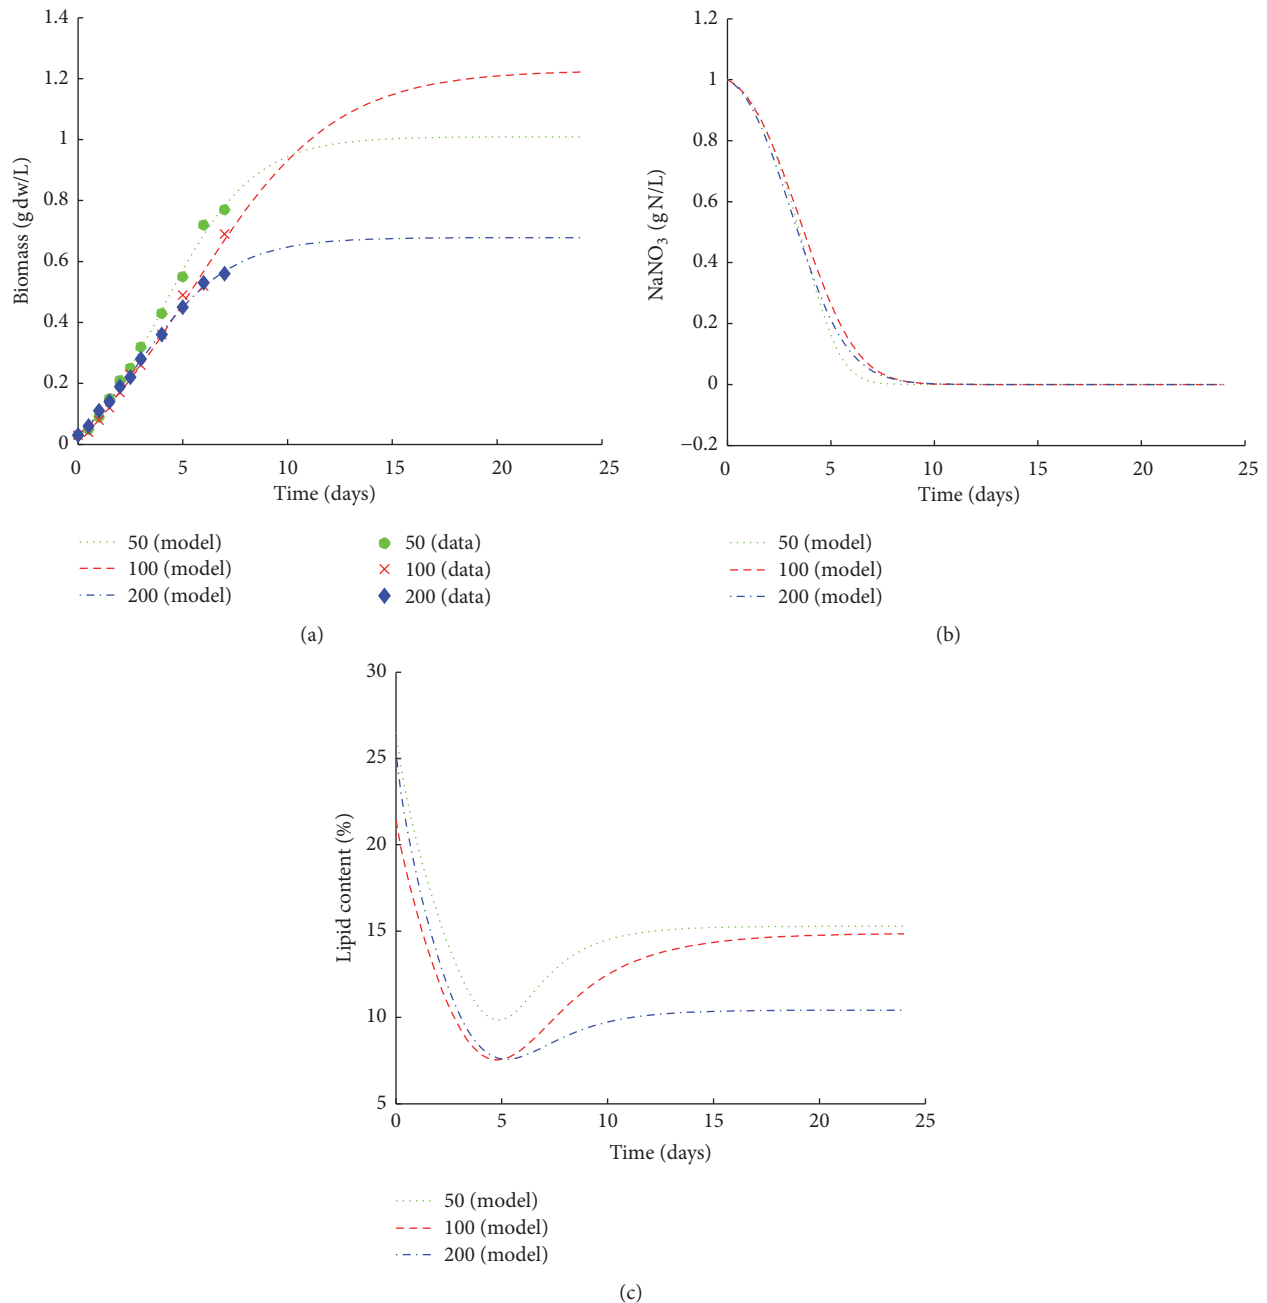 1.4
1.2
1
0.8
0.6
0.4
0.2
0
Biomass (g dw/L)
0 5 10 15 20 25
Time (days)
50 (model)
100 (model)
200 (model)
50 (data)
100 (data)
200 (data)
(a)
1.2
1
0.8
0.6
0.4
0.2
0
−0.2
NaNO₃ (g N/L)
0 5 10 15 20 25
Time (days)
50 (model)
100 (model)
200 (model)
(b)
30
25
20
15
10
5
Lipid content (%)
0 5 10 15 20 25
Time (days)
50 (model)
100 (model)
200 (model)
(c)